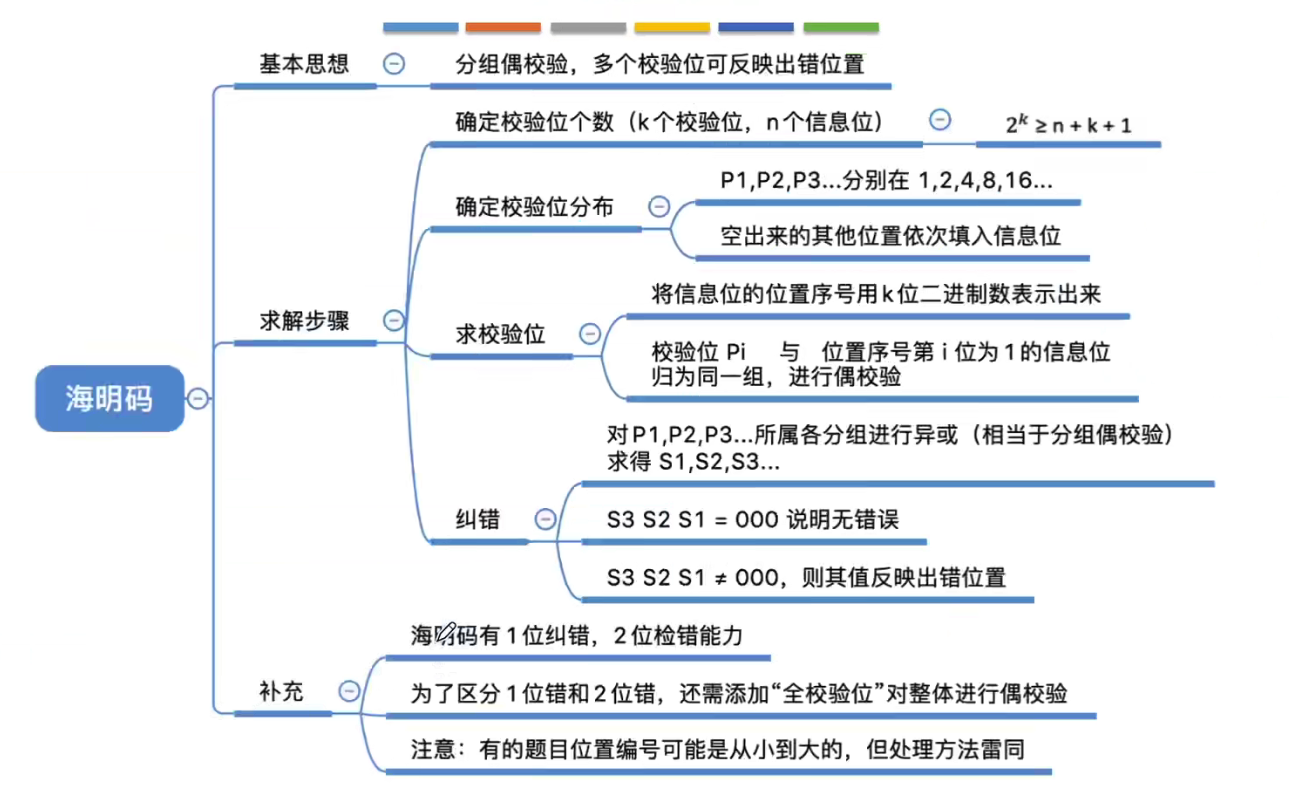 基本思想
分组偶校验，多个校验位可反映出错位置
确定校验位个数（k个校验位，n个信息位）
2ᵏ ≥ n + k + 1
确定校验位分布
P1,P2,P3...分别在 1,2,4,8,16...
空出来的其他位置依次填入信息位
求解步骤
求校验位
将信息位的位置序号用k位二进制数表示出来
校验位 Pi 与 位置序号第 i 位为1的信息位
归为同一组，进行偶校验
海明码
纠错
对P1,P2,P3...所属各分组进行异或（相当于分组偶校验）
求得 S1,S2,S3...
S3 S2 S1 = 000 说明无错误
S3 S2 S1 ≠ 000，则其值反映出错位置
补充
海明码有1位纠错，2位检错能力
为了区分1位错和2位错，还需添加“全校验位”对整体进行偶校验
注意：有的题目位置编号可能是从小到大的，但处理方法雷同